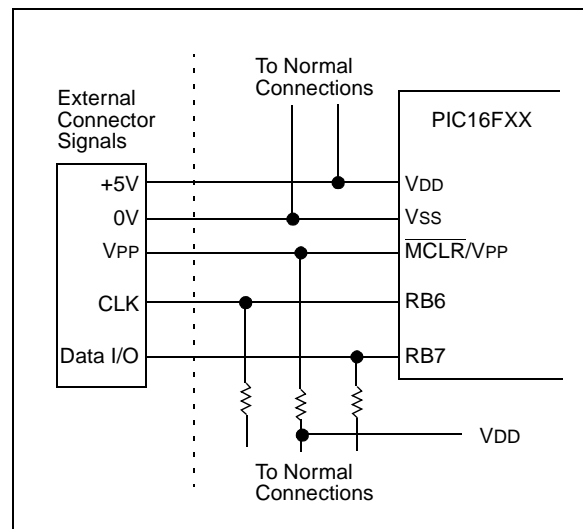 To Normal
Connections
External
Connector
Signals
PIC16FXX
+5V
VDD
0V
VSS
VPP
MCLR/VPP
CLK
RB6
Data I/O
RB7
VDD
To Normal
Connections